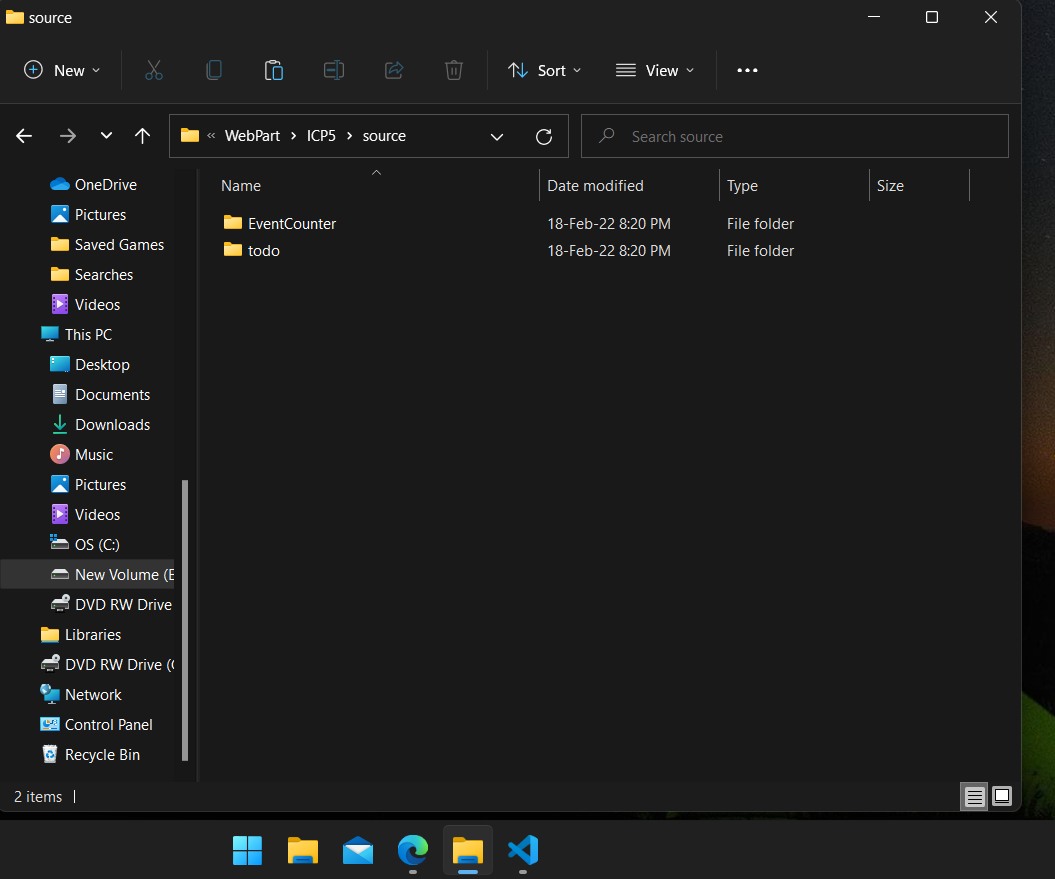 source
New
Sort
View
« WebPart > ICP5 > source
Search source
OneDrive
Pictures
Saved Games
Searches
Videos
This PC
Desktop
Documents
Downloads
Music
Pictures
Videos
OS (C:)
New Volume (E
DVD RW Drive
Libraries
DVD RW Drive (
Network
Control Panel
Recycle Bin
Name Date modified Type Size
EventCounter 18-Feb-22 8:20 PM File folder
todo 18-Feb-22 8:20 PM File folder
2 items